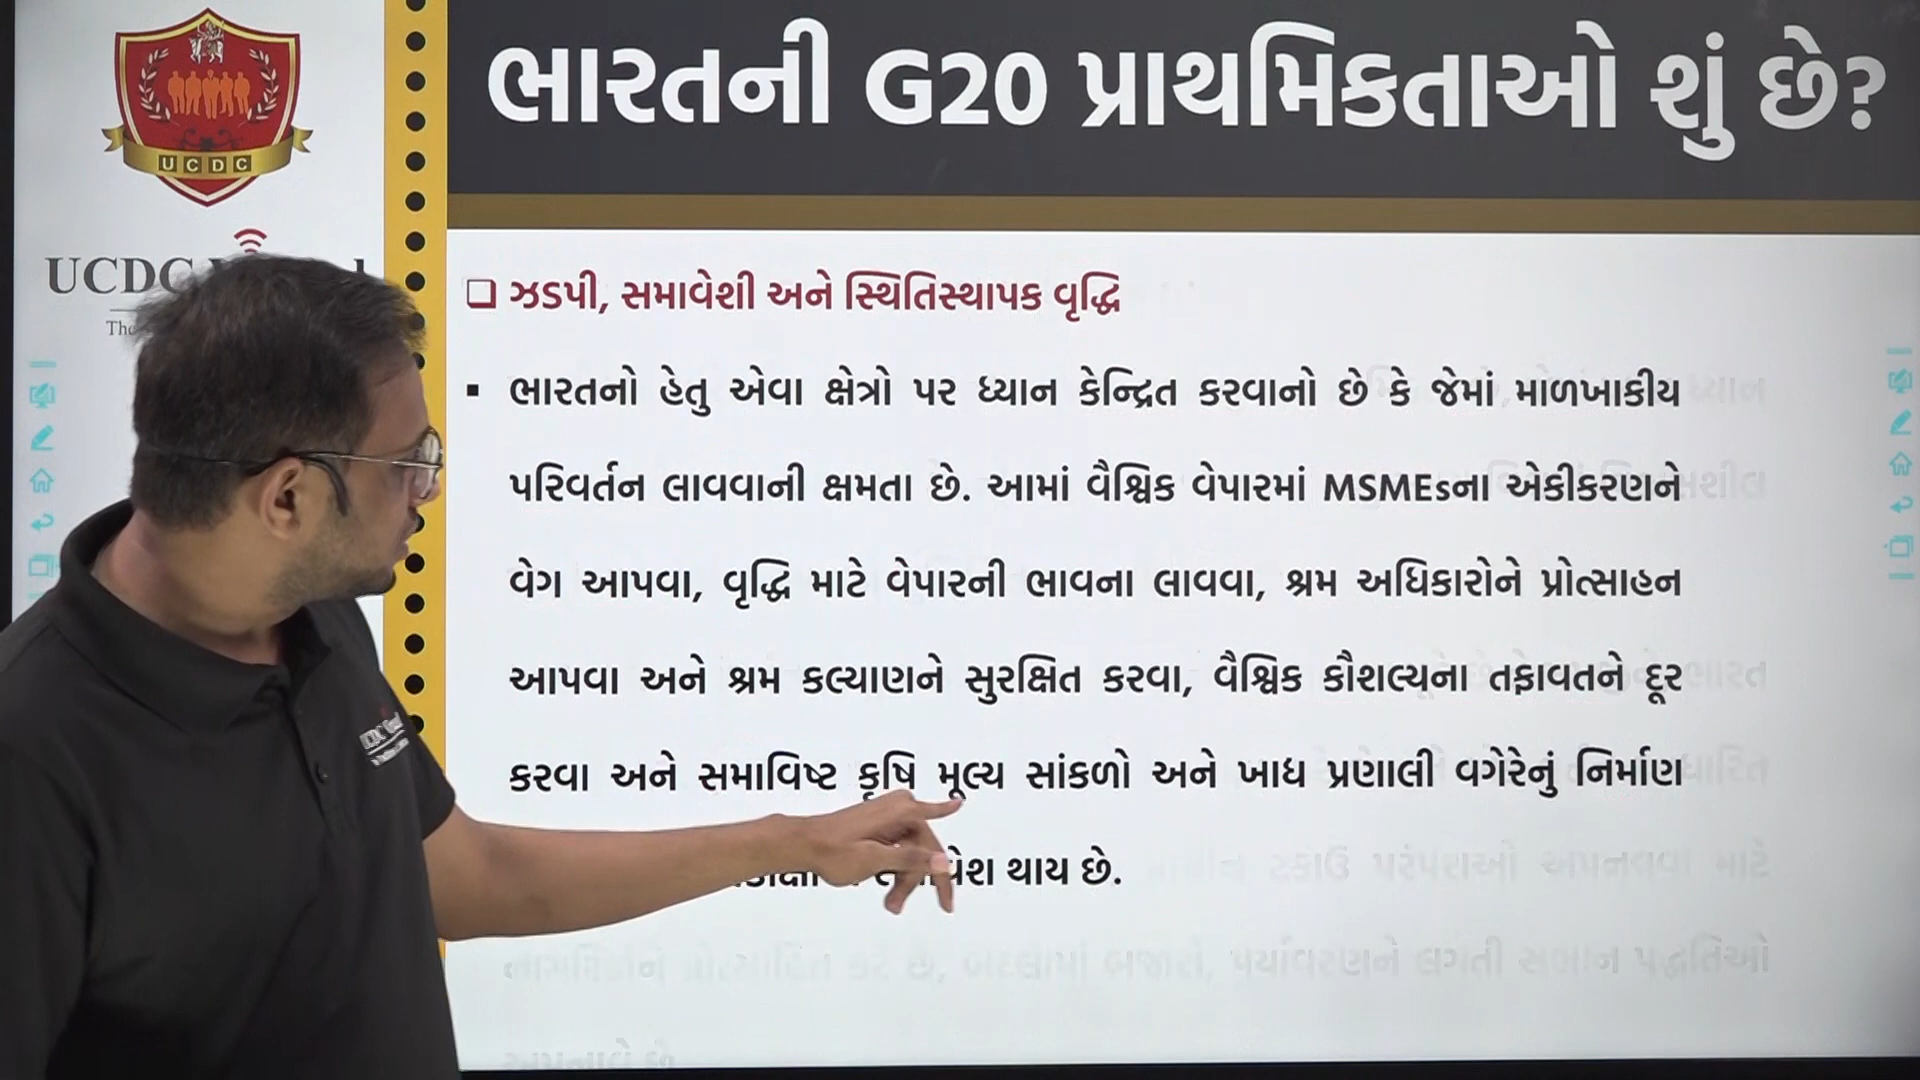 ભારતની G20 પ્રાથમિકતાઓ શું છે?
UCDC
UCDC
❑ ઝડપી, સમાવેશી અને સ્થિતિસ્થાપક વૃદ્ધિ
▪ ભારતનો હેતુ એવા ક્ષેત્રો પર ધ્યાન કેન્દ્રિત કરવાનો છે કે જેમાં માળખાકીય
પરિવર્તન લાવવાની ક્ષમતા છે. આમાં વૈશ્વિક વેપારમાં MSMEsના એકીકરણને
વેગ આપવા, વૃદ્ધિ માટે વેપારની ભાવના લાવવા, શ્રમ અધિકારોને પ્રોત્સાહન
આપવા અને શ્રમ કલ્યાણને સુરક્ષિત કરવા, વૈશ્વિક કૌશલ્યના તફાવતને દૂર
કરવા અને સમાવિષ્ટ કૃષિ મૂલ્ય સાંકળો અને ખાદ્ય પ્રણાલી વગેરેનું નિર્માણ
થાય છે.